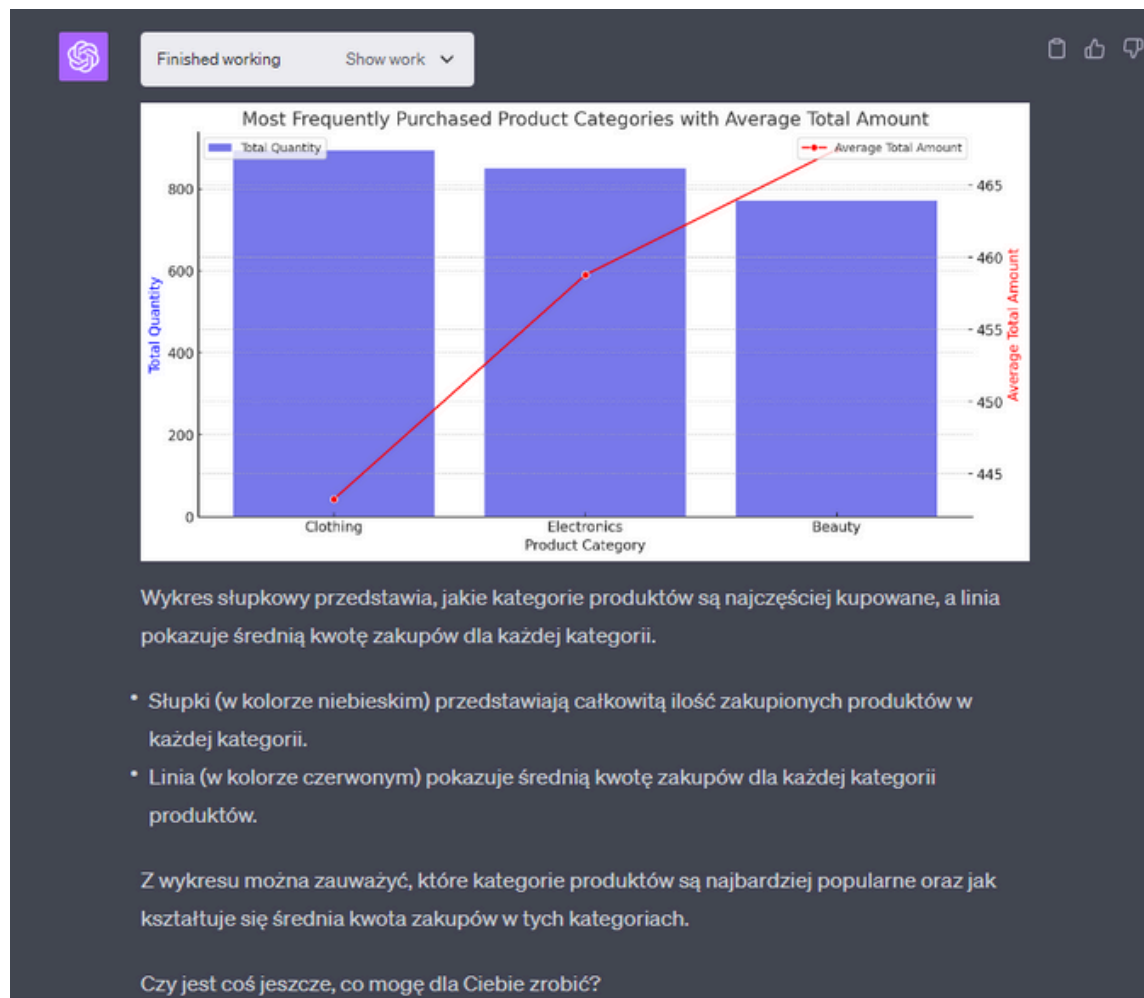 Finished working Show work
Most Frequently Purchased Product Categories with Average Total Amount
Total Quantity
Average Total Amount
800
600
400
200
0
Total Quantity
465
460
455
450
445
Average Total Amount
Clothing Electronics Beauty
Product Category
Wykres słupkowy przedstawia, jakie kategorie produktów są najczęściej kupowane, a linia
pokazuje średnią kwotę zakupów dla każdej kategorii.
• Słupki (w kolorze niebieskim) przedstawiają całkowitą ilość zakupionych produktów w
każdej kategorii.
• Linia (w kolorze czerwonym) pokazuje średnią kwotę zakupów dla każdej kategorii
produktów.
Z wykresu można zauważyć, które kategorie produktów są najbardziej popularne oraz jak
kształtuje się średnia kwota zakupów w tych kategoriach.
Czy jest coś jeszcze, co mogę dla Ciebie zrobić?